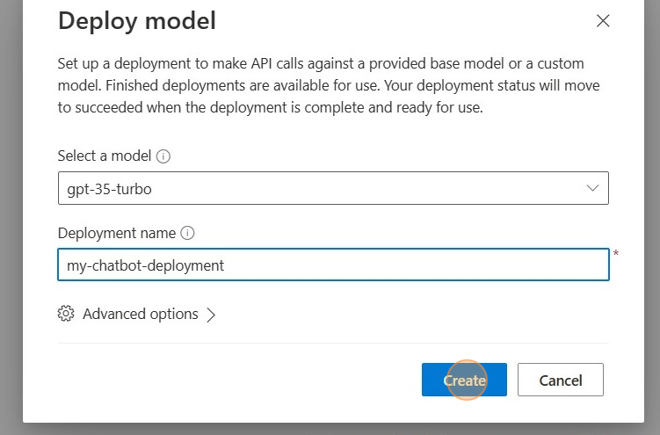 Deploy model
Set up a deployment to make API calls against a provided base model or a custom
model. Finished deployments are available for use. Your deployment status will move
to succeeded when the deployment is complete and ready for use.
Select a model
gpt-35-turbo
Deployment name
my-chatbot-deployment
*
Advanced options
Create Cancel